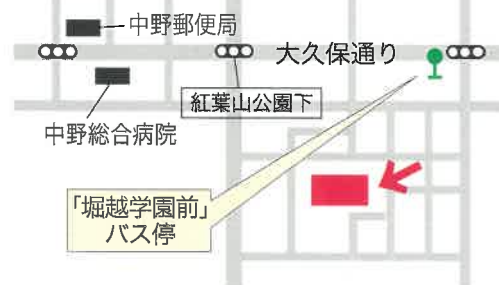 中野郵便局
大久保通り
紅葉山公園下
中野総合病院
「堀越学園前」
バス停